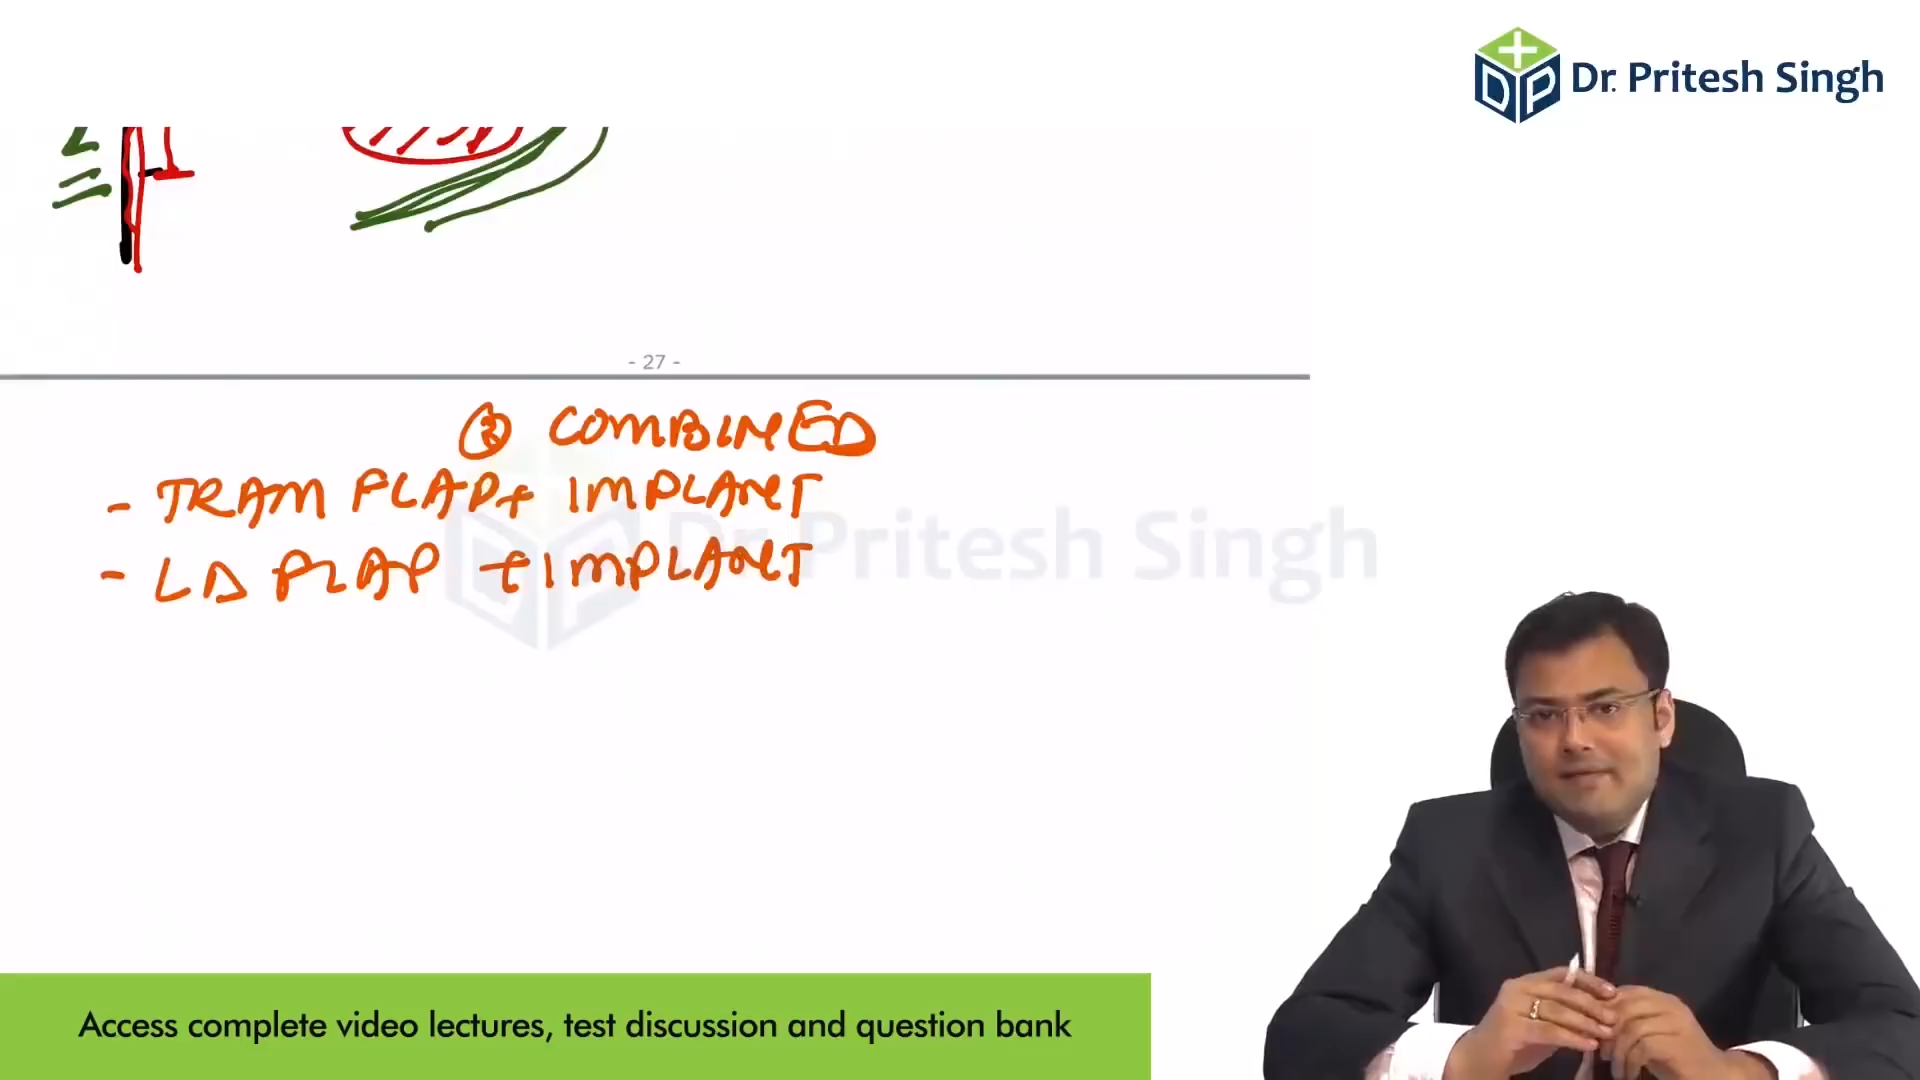 Dr. Pritesh Singh
- 27 -
COMBINED
- TRAM FLAP + IMPLANT
- LD FLAP + IMPLANT
Dr Pritesh Singh
Access complete video lectures, test discussion and question bank